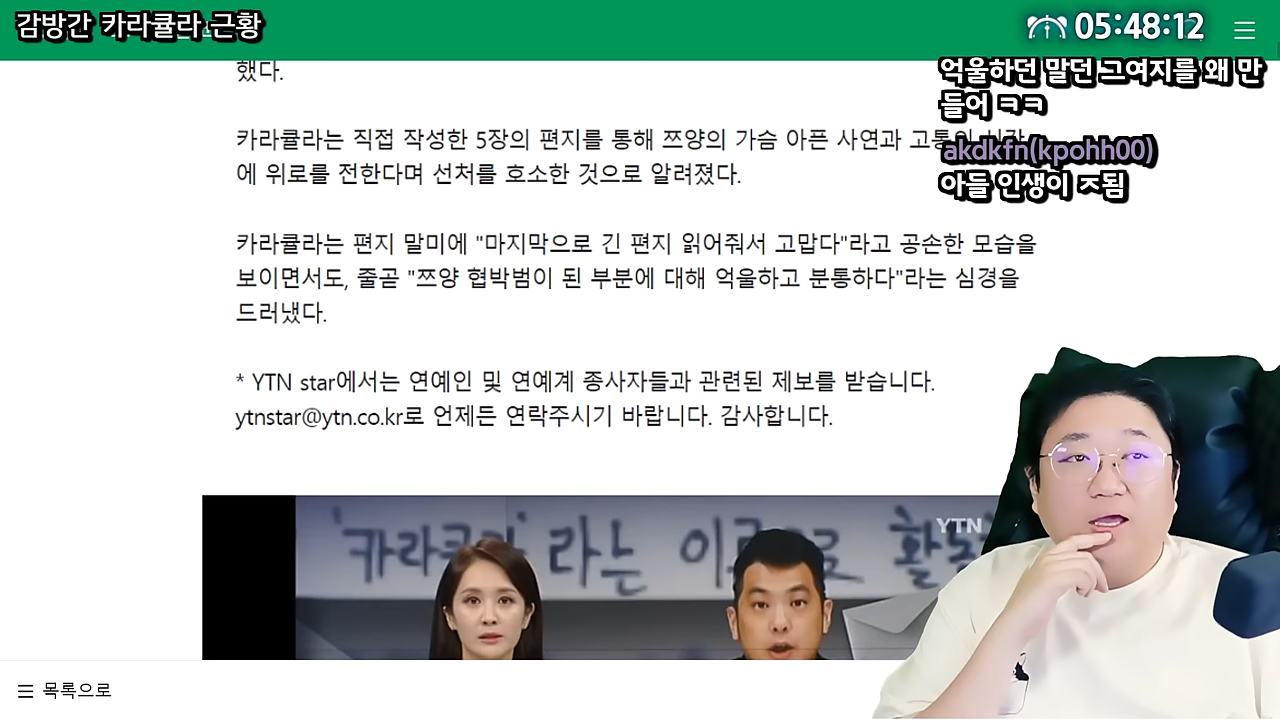 감방간 카라큘라 근황
05:48:12
했다.
억울하던 말던 그여지를 왜 만
들어 ㅋㅋ
akdkfn(kpohh00)
아들 인생이 ㅈ됨
카라큘라는 직접 작성한 5장의 편지를 통해 쯔양의 가슴 아픈 사연과
에 위로를 전한다며 선처를 호소한 것으로 알려졌다.
카라큘라는 편지 말미에 "마지막으로 긴 편지 읽어줘서 고맙다"라고 공손한 모습을
보이면서도, 줄곧 "쯔양 협박범이 된 부분에 대해 억울하고 분통하다"라는 심경을
드러냈다.
* YTN star에서는 연예인 및 연예계 종사자들과 관련된 제보를 받습니다.
ytnstar@ytn.co.kr로 언제든 연락주시기 바랍니다. 감사합니다.
YTN
'카라큘라'라는
목록으로